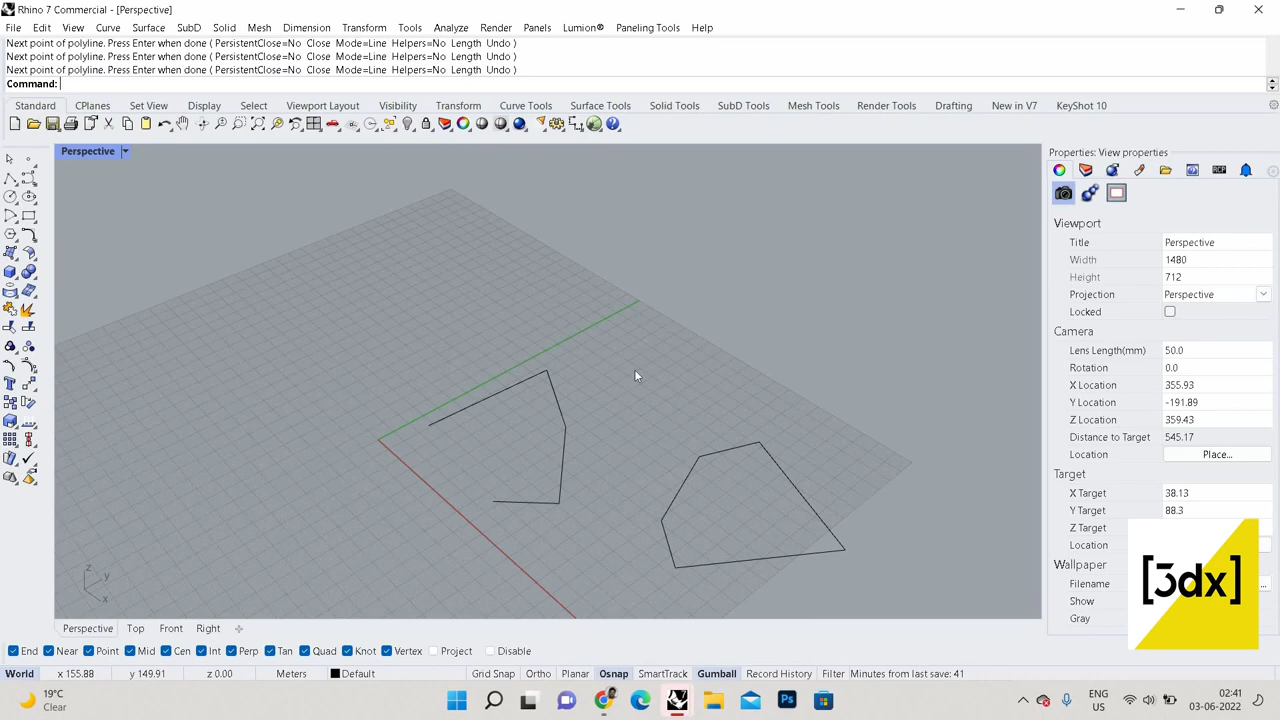 Rhino 7 Commercial - [Perspective]
File Edit View Curve Surface SubD Solid Mesh Dimension Transform Tools Analyze Render Panels Lumion® Paneling Tools Help
Next point of polyline. Press Enter when done ( PersistentClose=No Close Mode=Line Helpers=No Length Undo )
Next point of polyline. Press Enter when done ( PersistentClose=No Close Mode=Line Helpers=No Length Undo )
Next point of polyline. Press Enter when done ( PersistentClose=No Close Mode=Line Helpers=No Length Undo )
Command:
Standard CPlanes Set View Display Select Viewport Layout Visibility Transform Curve Tools Surface Tools Solid Tools SubD Tools Mesh Tools Render Tools Drafting New in V7 KeyShot 10
Perspective
Properties: View properties
RCP
Viewport
Title Perspective
Width 1480
Height 712
Projection Perspective
Locked
Camera
Lens Length(mm) 50.0
Rotation 0.0
X Location 355.93
Y Location -191.89
Z Location 359.43
Distance to Target 545.17
Location Place...
Target
X Target 38.13
Y Target 88.3
Z Target
Location
Wallpaper
Filename ...
Show
Gray
[3dx]
z
y
x
Perspective Top Front Right
End Near Point Mid Cen Int Perp Tan Quad Knot Vertex Project Disable
World x 155.88 y 149.91 z 0.00 Meters Default Grid Snap Ortho Planar Osnap SmartTrack Gumball Record History Filter Minutes from last save: 41
19°C
Clear
Ps
ENG
US
02:41
03-06-2022